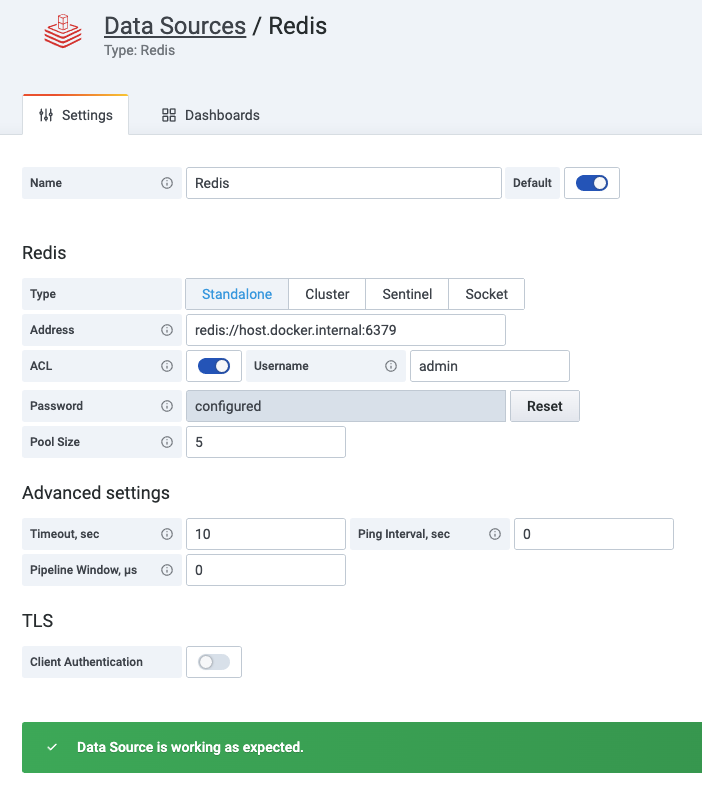 Data Sources / Redis
Type: Redis
Settings
Dashboards
Name
Redis
Default
Redis
Type
Standalone
Cluster
Sentinel
Socket
Address
redis://host.docker.internal:6379
ACL
Username
admin
Password
configured
Reset
Pool Size
5
Advanced settings
Timeout, sec
10
Ping Interval, sec
0
Pipeline Window, μs
0
TLS
Client Authentication
Data Source is working as expected.